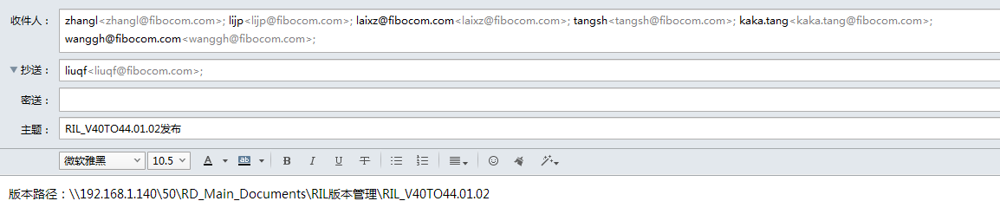 收件人： zhangl<zhangl@fibocom.com>; lijp<lijp@fibocom.com>; laixz@fibocom.com<laixz@fibocom.com>; tangsh<tangsh@fibocom.com>; kaka.tang<kaka.tang@fibocom.com>;
wanggh@fibocom.com<wanggh@fibocom.com>;
抄送： liuqf<liuqf@fibocom.com>;
密送：
主题： RIL_V40TO44.01.02发布
微软雅黑 10.5 A ab B I U T
版本路径：\\192.168.1.140\50\RD_Main_Documents\RIL版本管理\RIL_V40TO44.01.02